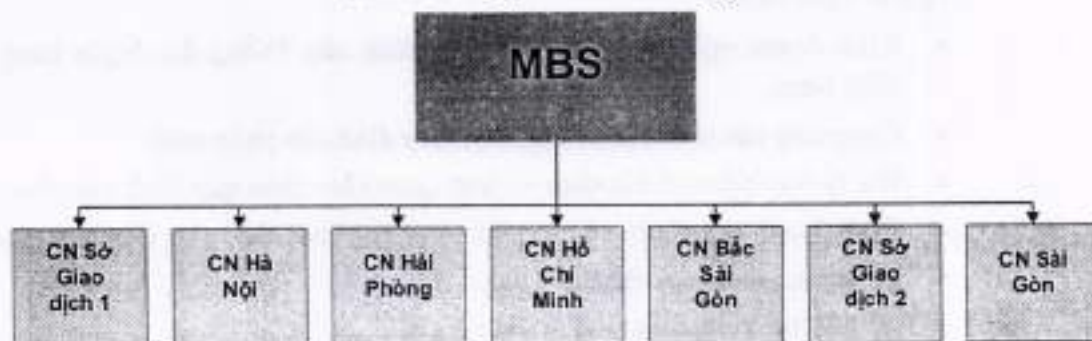 MBS
CN Sở
Giao
dịch 1
CN Hà
Nội
CN Hải
Phòng
CN Hồ
Chí
Minh
CN Bắc
Sài
Gòn
CN Sở
Giao
dịch 2
CN Sài
Gòn